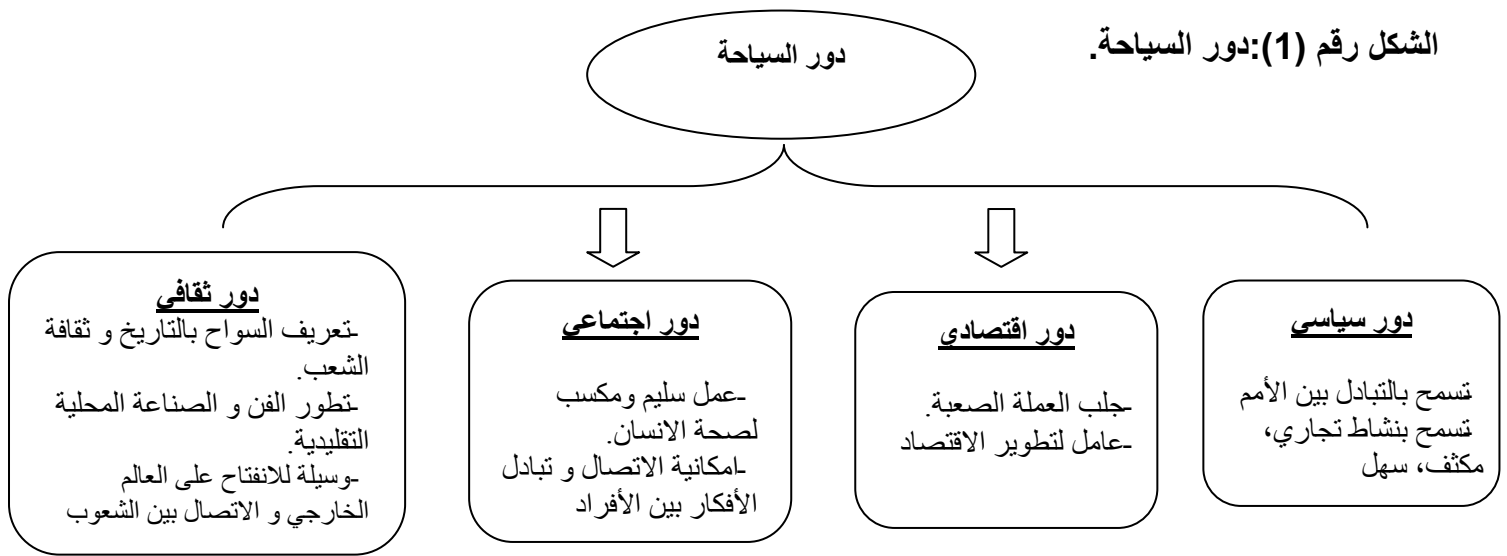 الشكل رقم (1):دور السياحة.
دور السياحة
دور سياسي
-تسمح بالتبادل بين الأمم
-تسمح بنشاط تجاري،
مكثف، سهل
دور اقتصادي
-جلب العملة الصعبة.
-عامل لتطوير الاقتصاد
دور اجتماعي
-عمل سليم ومكسب
لصحة الانسان.
-امكانية الاتصال و تبادل
الأفكار بين الأفراد
دور ثقافي
-تعريف السواح بالتاريخ و ثقافة
الشعب.
-تطور الفن و الصناعة المحلية
التقليدية.
-وسيلة للانفتاح على العالم
الخارجي و الاتصال بين الشعوب